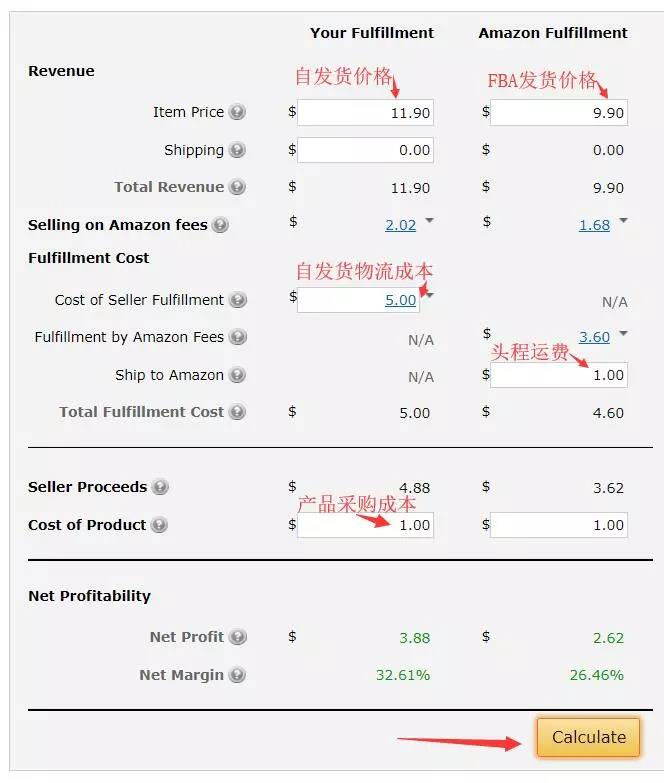 Your Fulfillment Amazon Fulfillment
Revenue
自发货价格 FBA发货价格
Item Price ? $ 11.90 $ 9.90
Shipping ? $ 0.00 $ 0.00
Total Revenue ? $ 11.90 $ 9.90
Selling on Amazon fees ? $ 2.02 $ 1.68
Fulfillment Cost
自发货物流成本
Cost of Seller Fulfillment ? $ 5.00 N/A
Fulfillment by Amazon Fees ? N/A $ 3.60
头程运费
Ship to Amazon ? N/A $ 1.00
Total Fulfillment Cost ? $ 5.00 $ 4.60
Seller Proceeds ? $ 4.88 $ 3.62
产品采购成本
Cost of Product ? $ 1.00 $ 1.00
Net Profitability
Net Profit ? $ 3.88 $ 2.62
Net Margin ? 32.61% 26.46%
Calculate